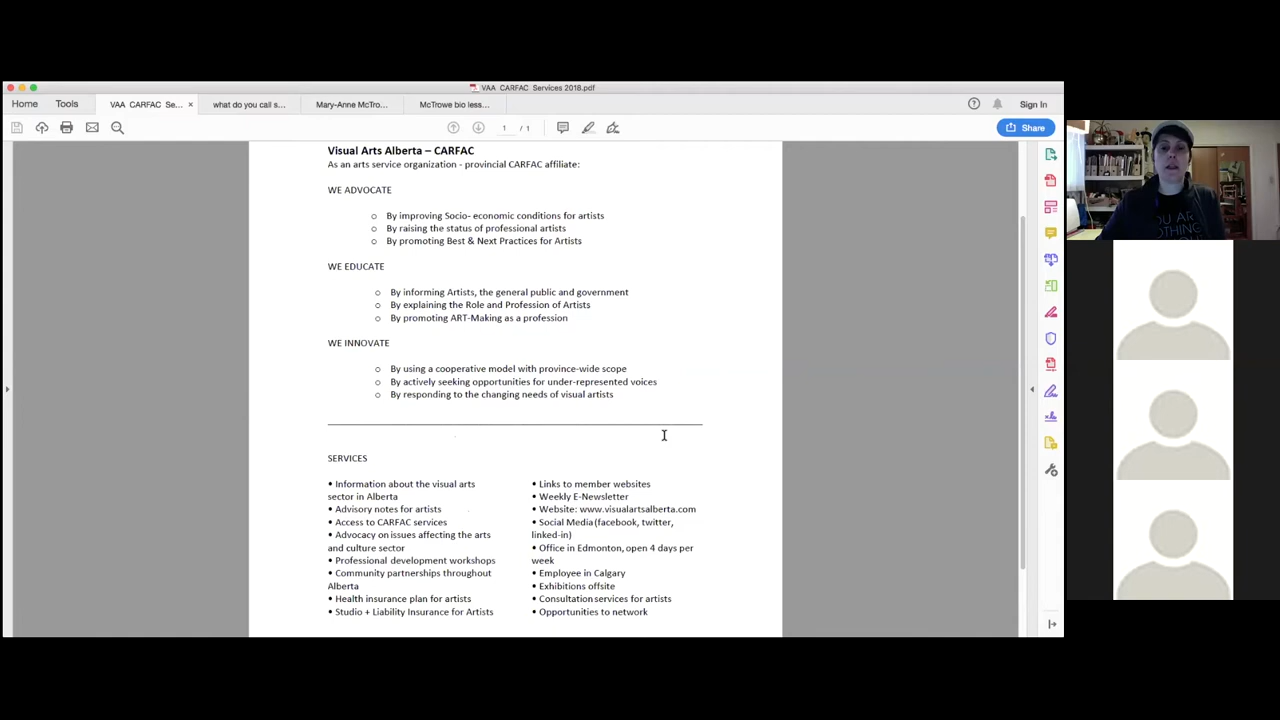 VAA CARFAC Services 2018.pdf
Home Tools VAA CARFAC Se... × what do you call s... Mary-Anne McTro... McTrowe bio less... Sign In
1 / 1 Share
Visual Arts Alberta – CARFAC
As an arts service organization - provincial CARFAC affiliate:
WE ADVOCATE
o By improving Socio- economic conditions for artists
o By raising the status of professional artists
o By promoting Best & Next Practices for Artists
WE EDUCATE
o By informing Artists, the general public and government
o By explaining the Role and Profession of Artists
o By promoting ART-Making as a profession
WE INNOVATE
o By using a cooperative model with province-wide scope
o By actively seeking opportunities for under-represented voices
o By responding to the changing needs of visual artists
SERVICES
• Information about the visual arts
sector in Alberta
• Advisory notes for artists
• Access to CARFAC services
• Advocacy on issues affecting the arts
and culture sector
• Professional development workshops
• Community partnerships throughout
Alberta
• Health insurance plan for artists
• Studio + Liability Insurance for Artists
• Links to member websites
• Weekly E-Newsletter
• Website: www.visualartsalberta.com
• Social Media (facebook, twitter,
linked-in)
• Office in Edmonton, open 4 days per
week
• Employee in Calgary
• Exhibitions offsite
• Consultation services for artists
• Opportunities to network
YOU ARE
NOTHING